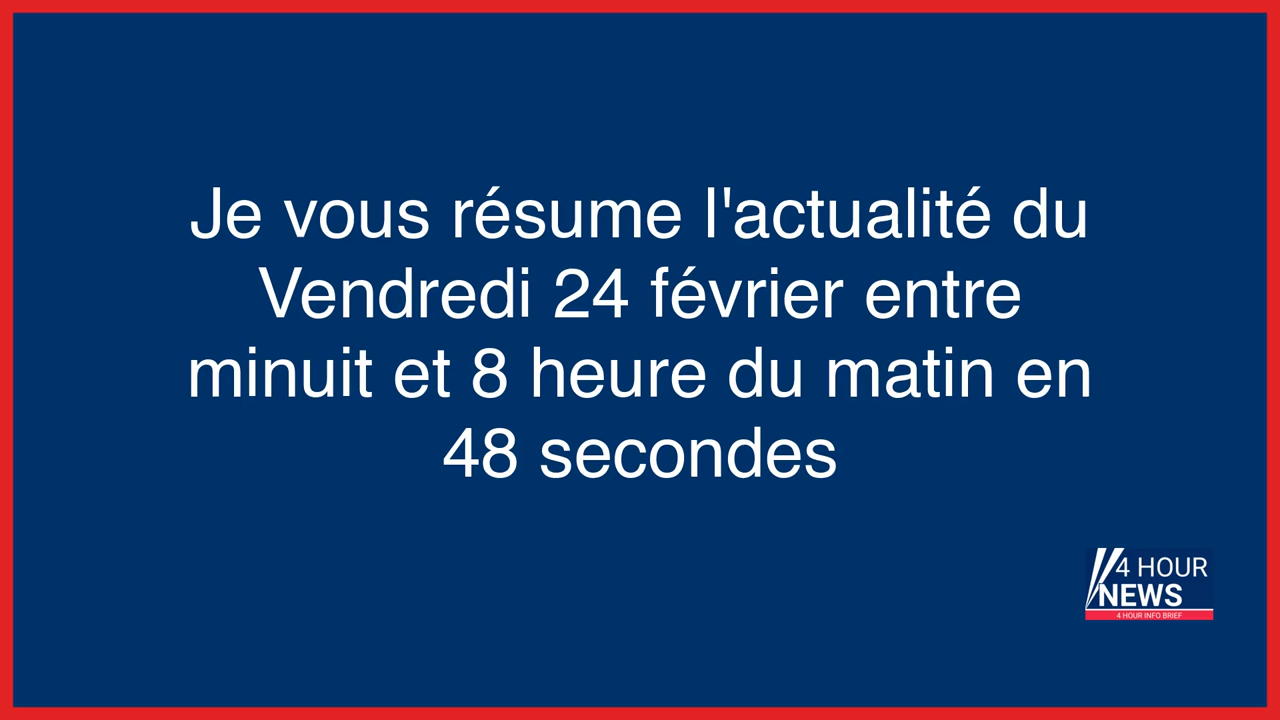 Je vous résume l'actualité du
Vendredi 24 février entre
minuit et 8 heure du matin en
48 secondes
4 HOUR
NEWS
4 HOUR INFO BRIEF